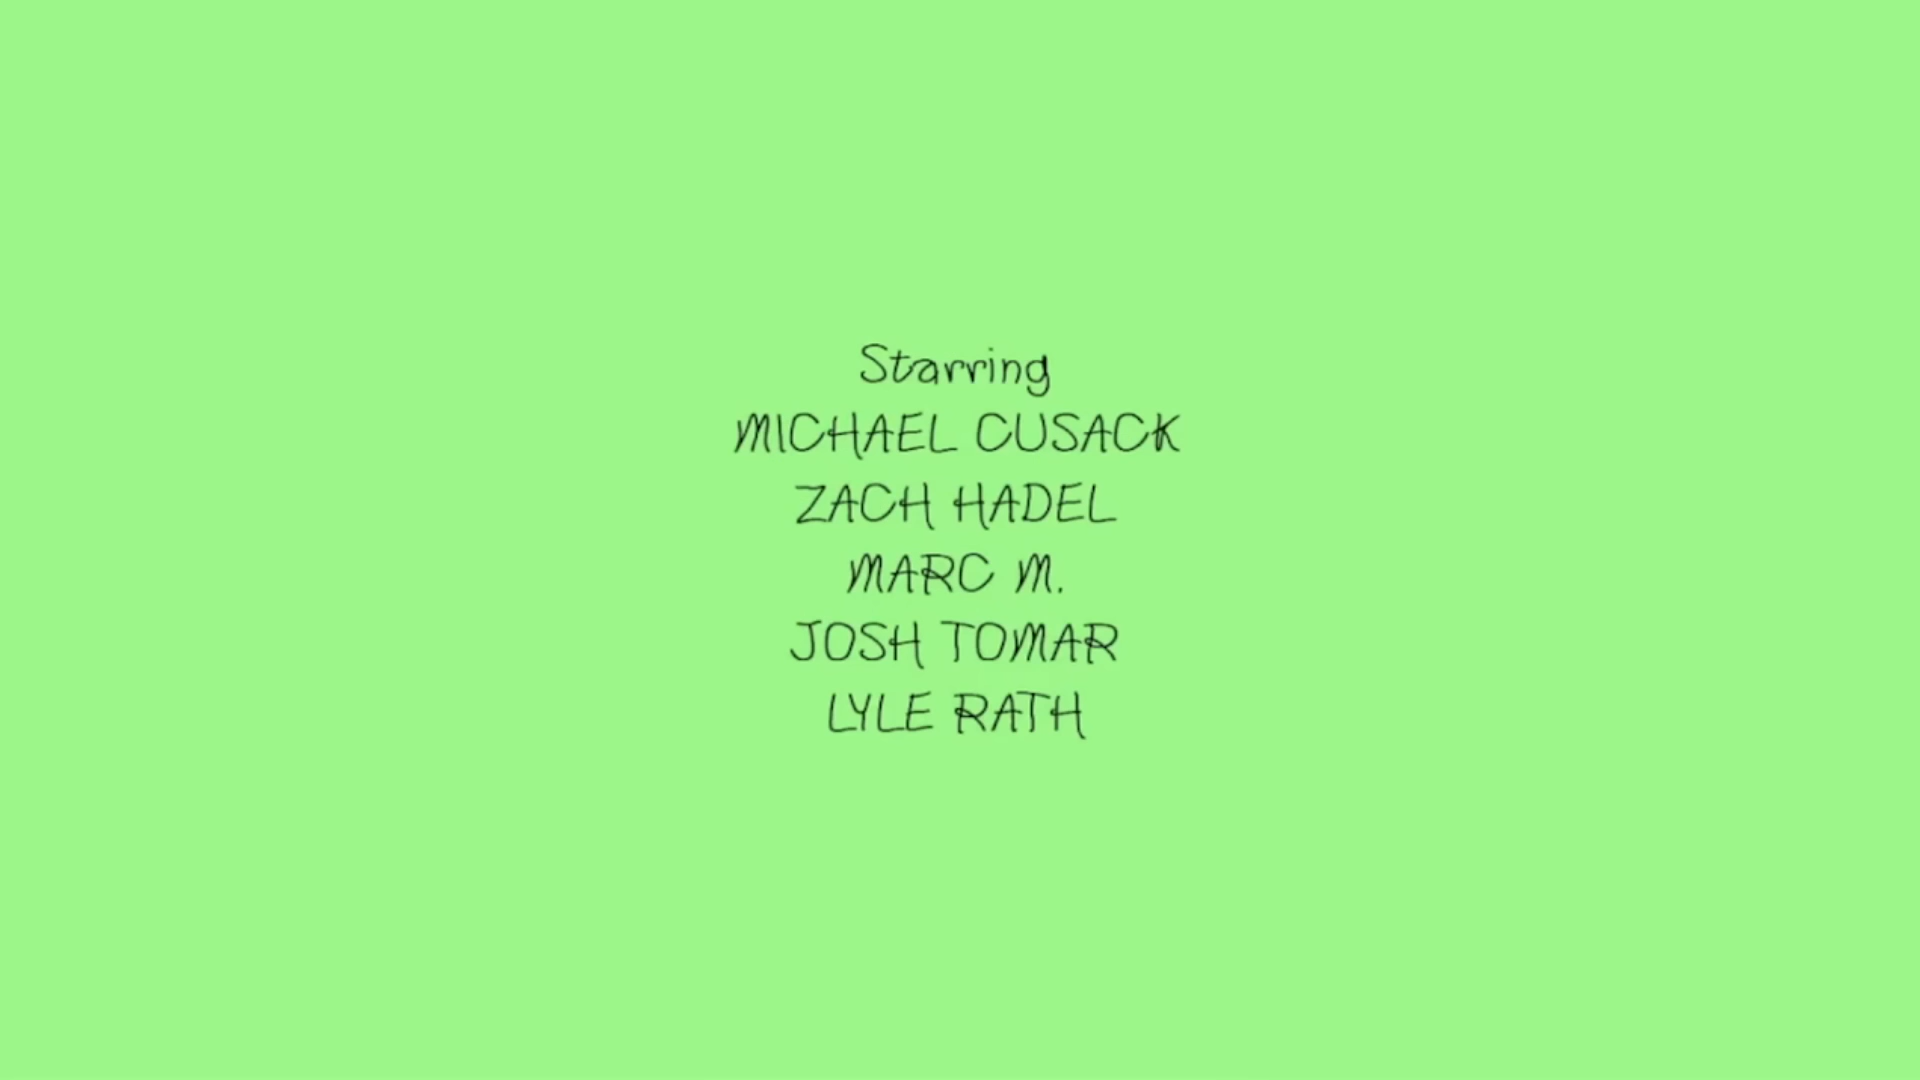 Starring
MICHAEL CUSACK
ZACH HADEL
MARC M.
JOSH TOMAR
LYLE RATH